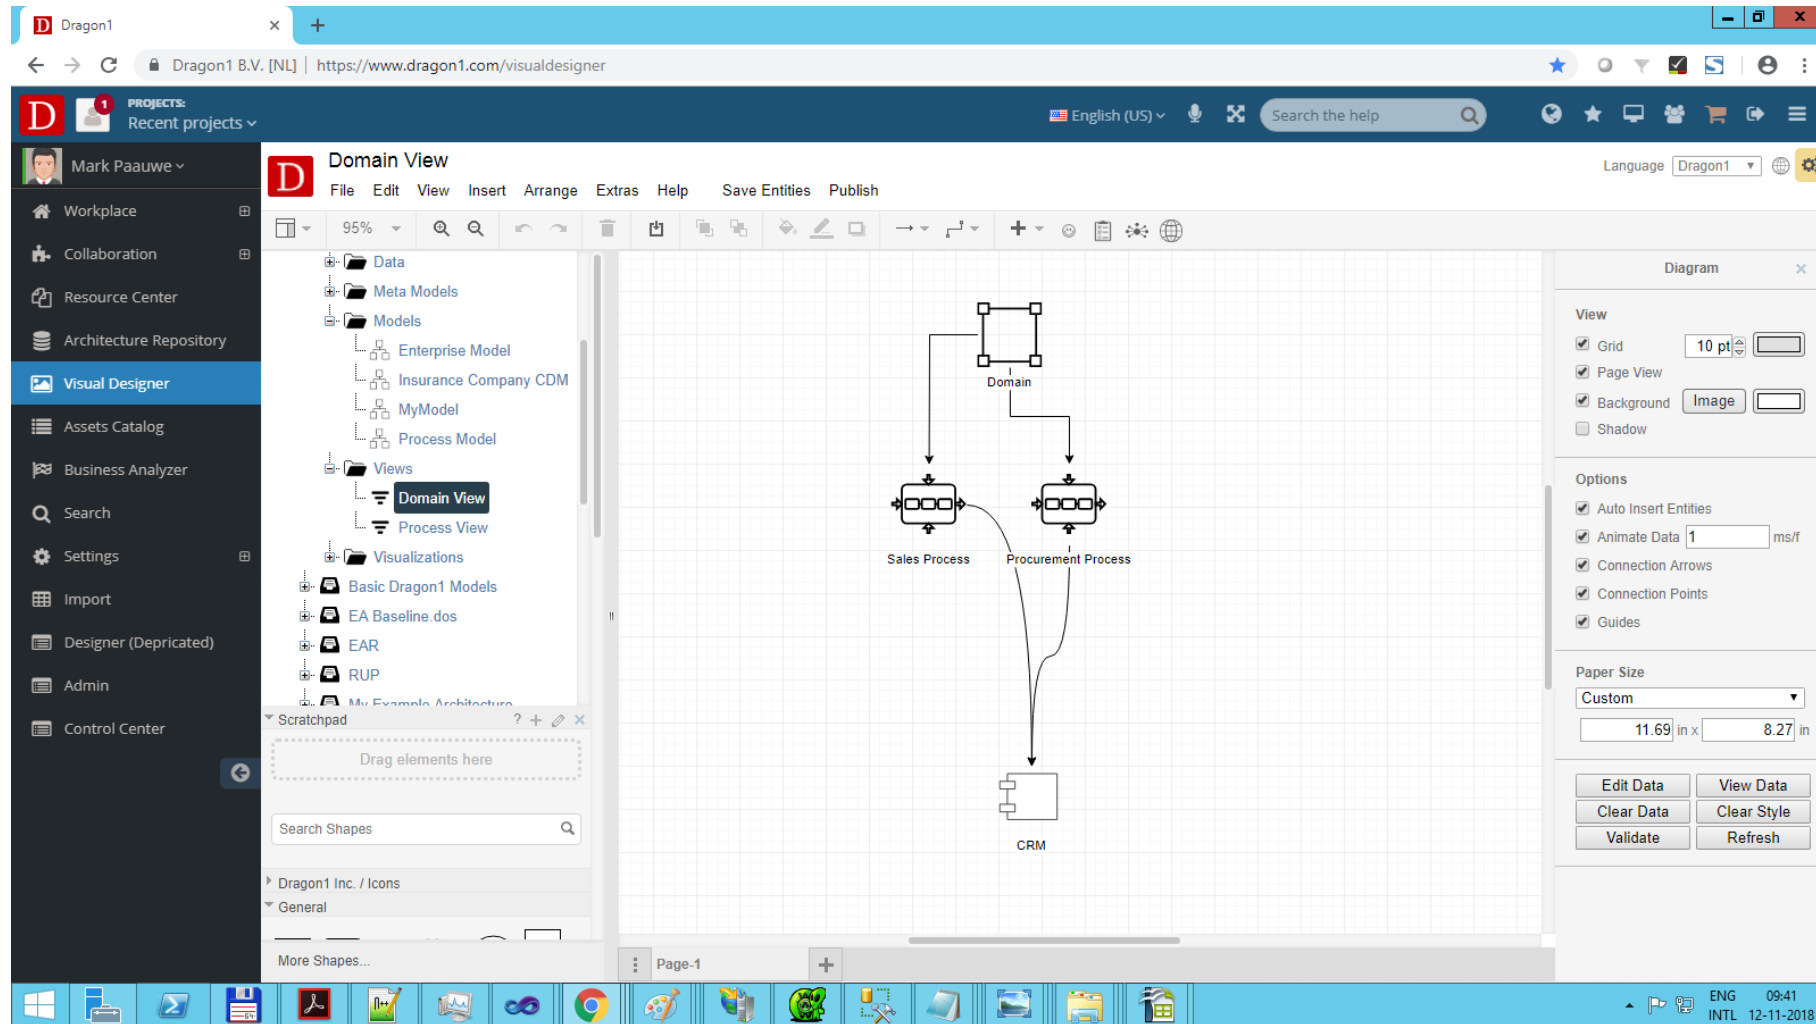 Dragon1
Dragon1 B.V. [NL] | https://www.dragon1.com/visualdesigner
D
1
PROJECTS:
Recent projects
English (US)
Search the help
Mark Paauwe
Workplace
Collaboration
Resource Center
Architecture Repository
Visual Designer
Assets Catalog
Business Analyzer
Search
Settings
Import
Designer (Depricated)
Admin
Control Center
D
Domain View
File Edit View Insert Arrange Extras Help Save Entities Publish
Language Dragon1
95%
Data
Meta Models
Models
Enterprise Model
Insurance Company CDM
MyModel
Process Model
Views
Domain View
Process View
Visualizations
Basic Dragon1 Models
EA Baseline.dos
EAR
RUP
My Example Architecture
Scratchpad
?
Drag elements here
Search Shapes
Dragon1 Inc. / Icons
General
More Shapes...
Domain
Sales Process
Procurement Process
CRM
Page-1
Diagram
View
Grid 10 pt
Page View
Background Image
Shadow
Options
Auto Insert Entities
Animate Data 1 ms/f
Connection Arrows
Connection Points
Guides
Paper Size
Custom
11.69 in x 8.27 in
Edit Data View Data
Clear Data Clear Style
Validate Refresh
ENG 09:41
INTL 12-11-2018